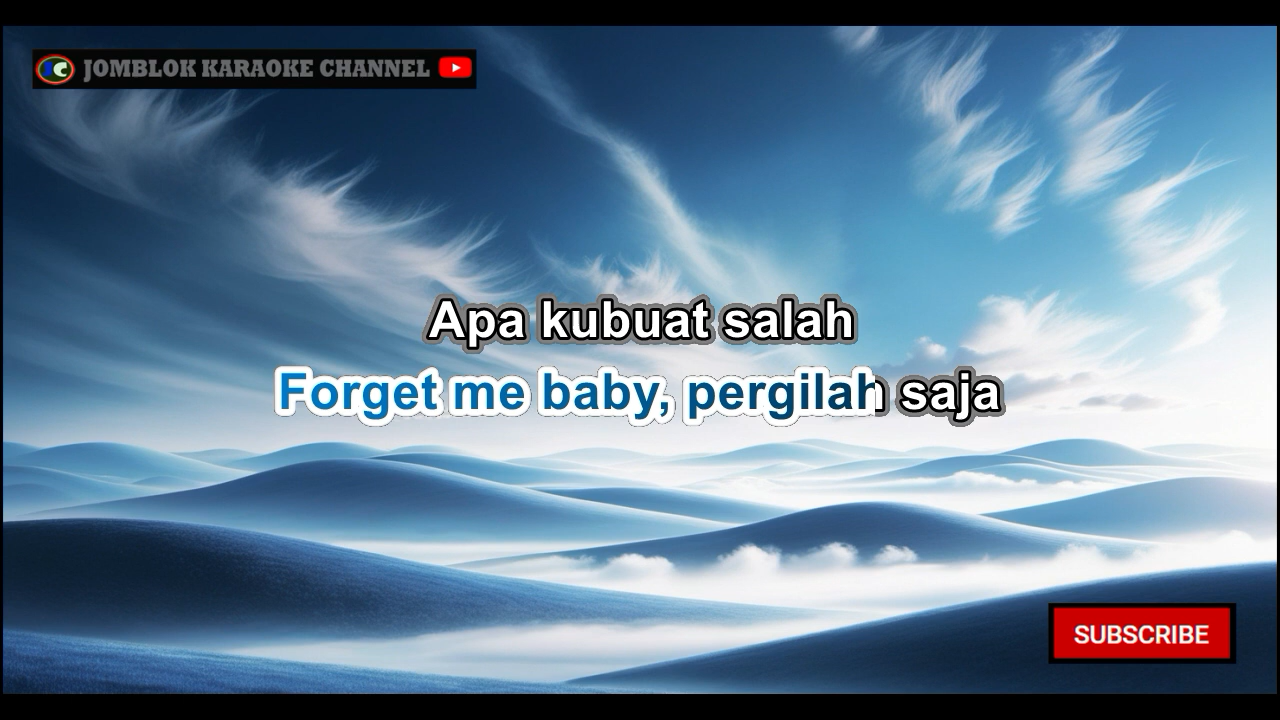 JOMBLOK KARAOKE CHANNEL
Apa kubuat salah
Forget me baby, pergilah saja
SUBSCRIBE